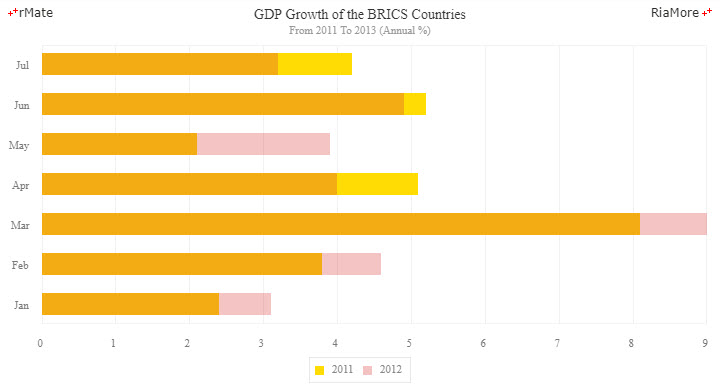 rMate
GDP Growth of the BRICS Countries
RiaMore
From 2011 To 2013 (Annual %)
Jul
Jun
May
Apr
Mar
Feb
Jan
0 1 2 3 4 5 6 7 8 9
2011 2012